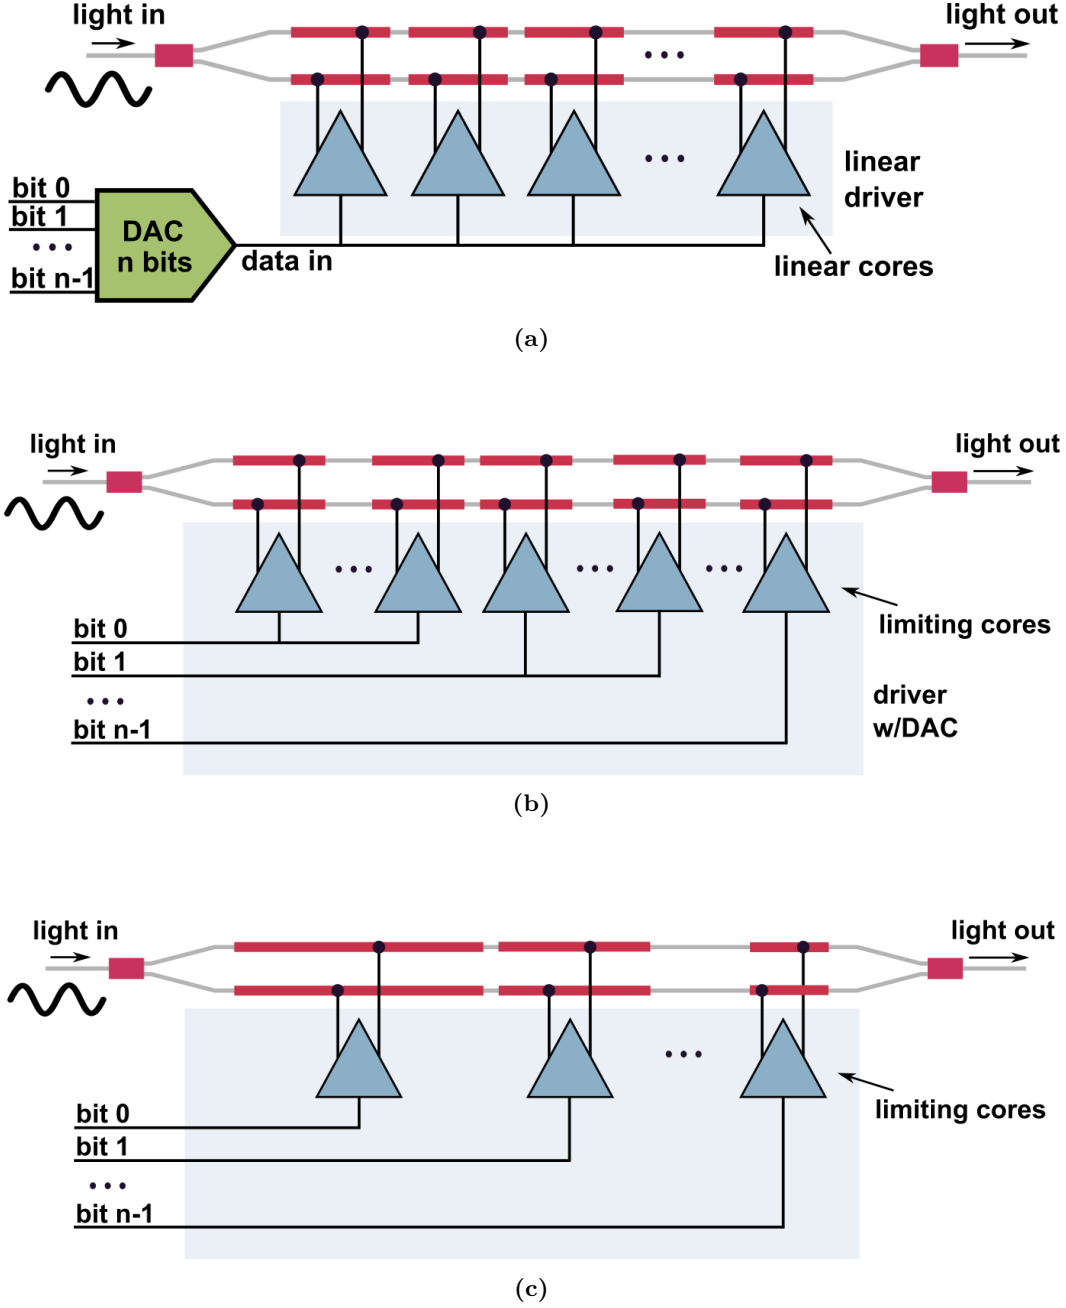 light in
light out
linear
driver
bit 0
bit 1
bit n-1
DAC
n bits
data in
linear cores
(a)
light in
light out
bit 0
bit 1
bit n-1
limiting cores
driver
w/DAC
(b)
light in
light out
bit 0
bit 1
bit n-1
limiting cores
(c)